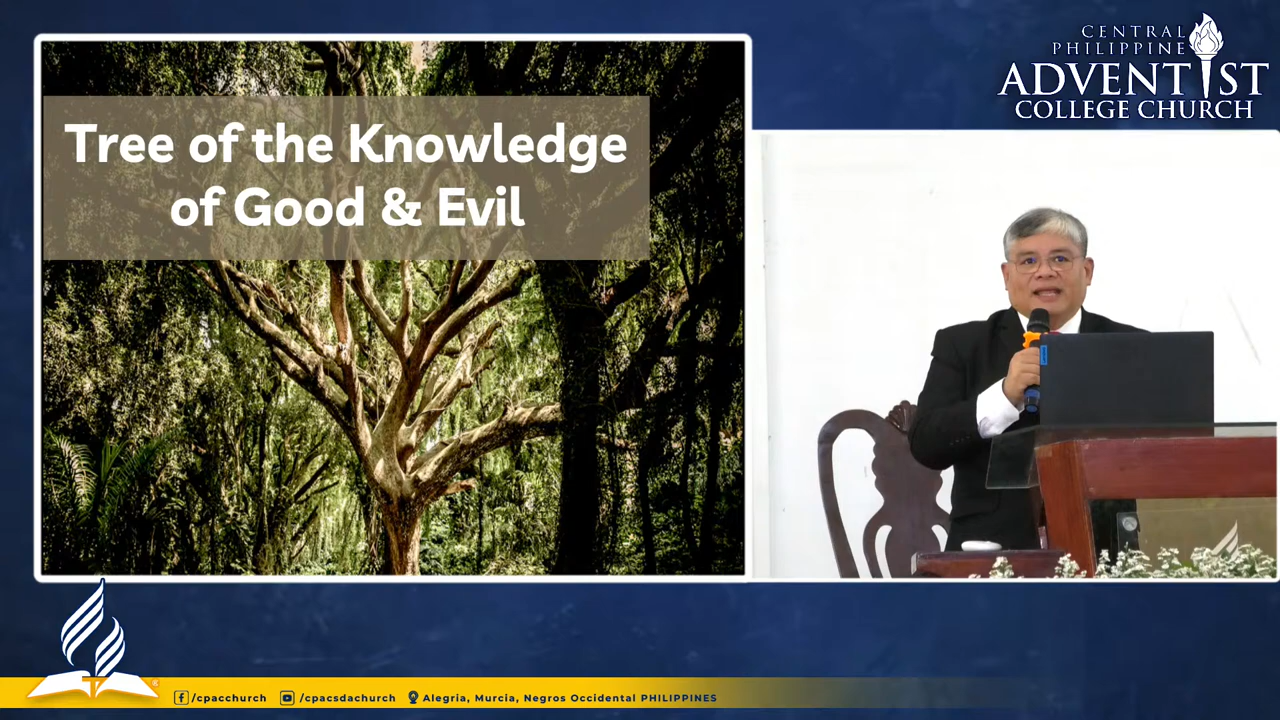 Tree of the Knowledge
of Good & Evil
CENTRAL
PHILIPPINE
ADVENTIST
COLLEGE CHURCH
/cpacchurch
/cpacsdachurch
Alegria, Murcia, Negros Occidental PHILIPPINES